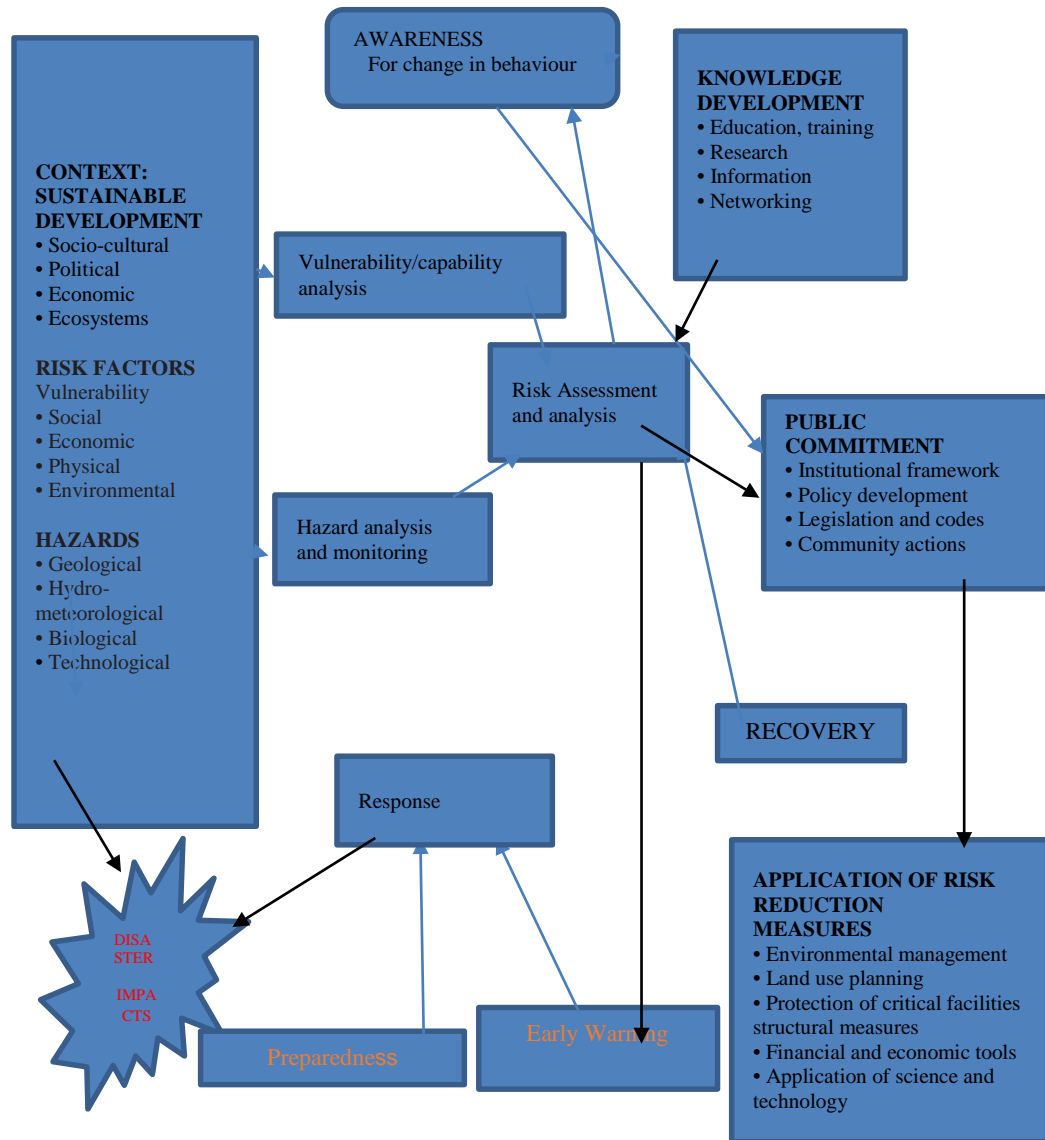 AWARENESS
For change in behaviour
KNOWLEDGE
DEVELOPMENT
• Education, training
• Research
• Information
• Networking
CONTEXT:
SUSTAINABLE
DEVELOPMENT
• Socio-cultural
• Political
• Economic
• Ecosystems
RISK FACTORS
Vulnerability
• Social
• Economic
• Physical
• Environmental
HAZARDS
• Geological
• Hydro-
meteorological
• Biological
• Technological
Vulnerability/capability
analysis
Risk Assessment
and analysis
Hazard analysis
and monitoring
PUBLIC
COMMITMENT
• Institutional framework
• Policy development
• Legislation and codes
• Community actions
RECOVERY
Response
DISA
STER
IMPA
CTS
Preparedness
Early Warning
APPLICATION OF RISK
REDUCTION
MEASURES
• Environmental management
• Land use planning
• Protection of critical facilities
structural measures
• Financial and economic tools
• Application of science and
technology